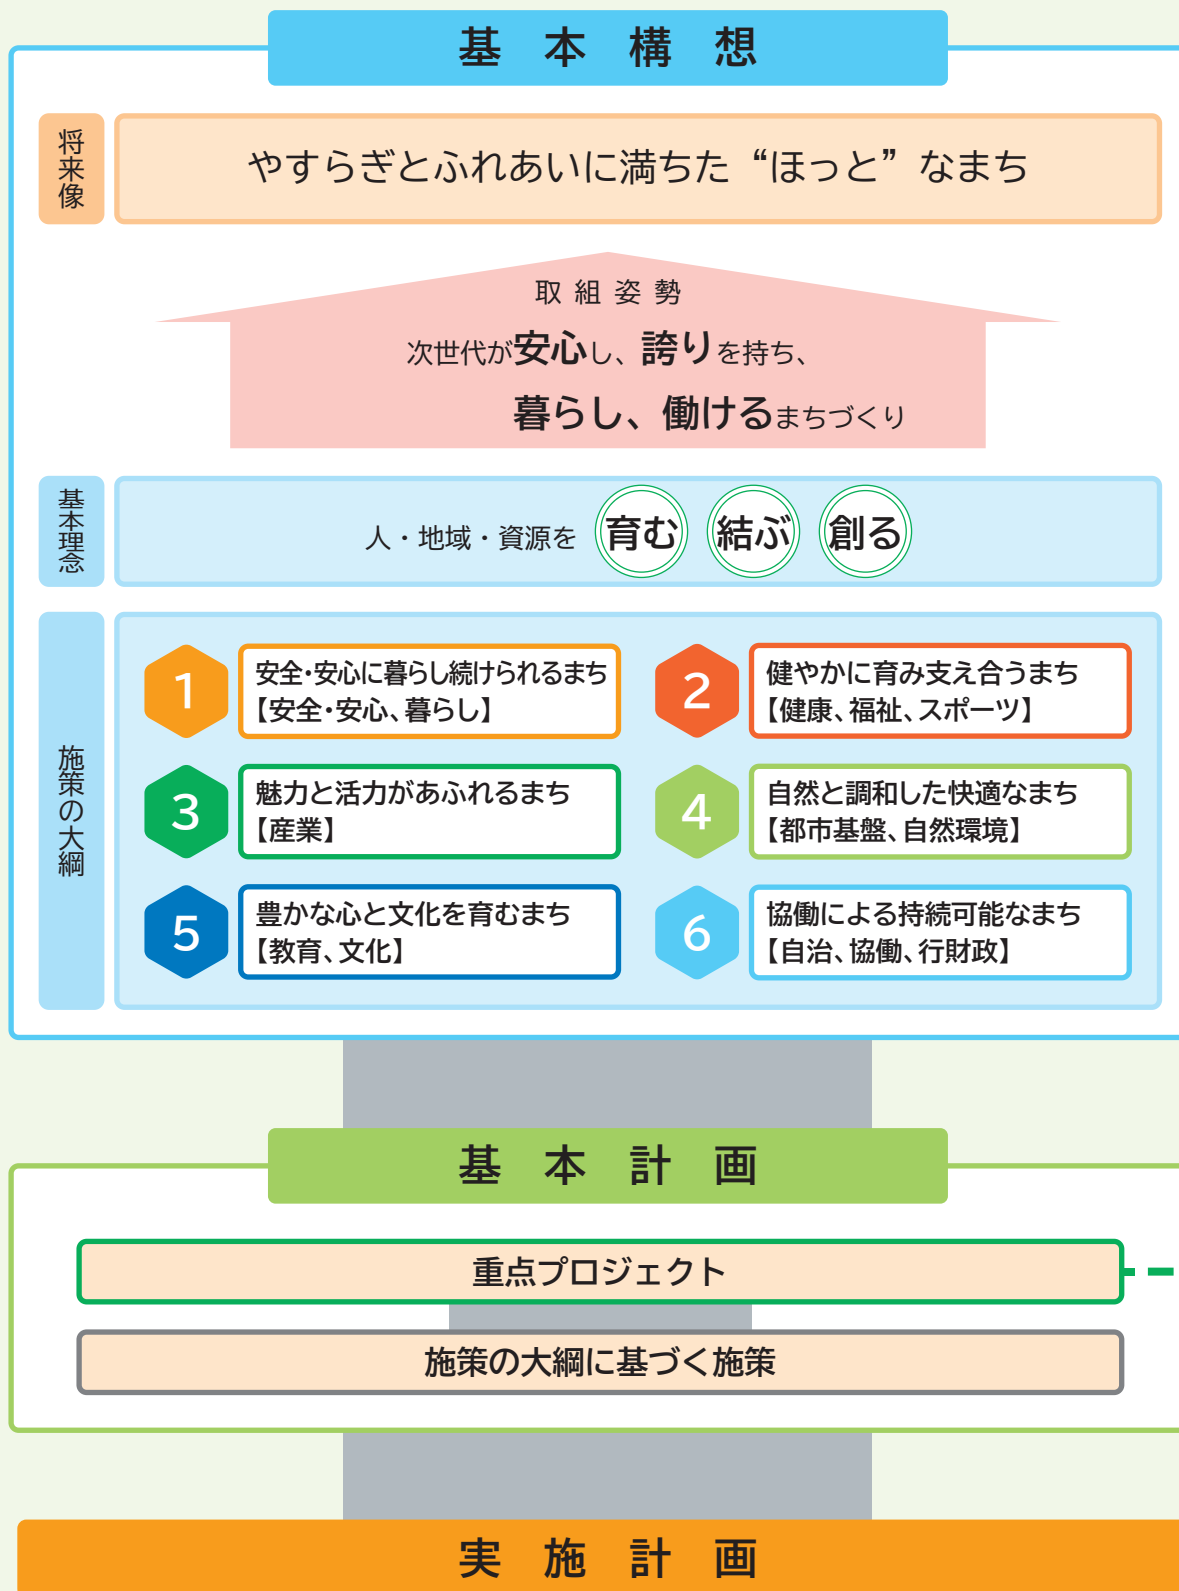 基本構想
将来像
やすらぎとふれあいに満ちた“ほっと”なまち
取組姿勢
次世代が安心し、誇りを持ち、
暮らし、働けるまちづくり
基本理念
人・地域・資源を 育む 結ぶ 創る
施策の大綱
1
安全・安心に暮らし続けられるまち
【安全・安心、暮らし】
2
健やかに育み支え合うまち
【健康、福祉、スポーツ】
3
魅力と活力があふれるまち
【産業】
4
自然と調和した快適なまち
【都市基盤、自然環境】
5
豊かな心と文化を育むまち
【教育、文化】
6
協働による持続可能なまち
【自治、協働、行財政】
基本計画
重点プロジェクト
施策の大綱に基づく施策
実施計画